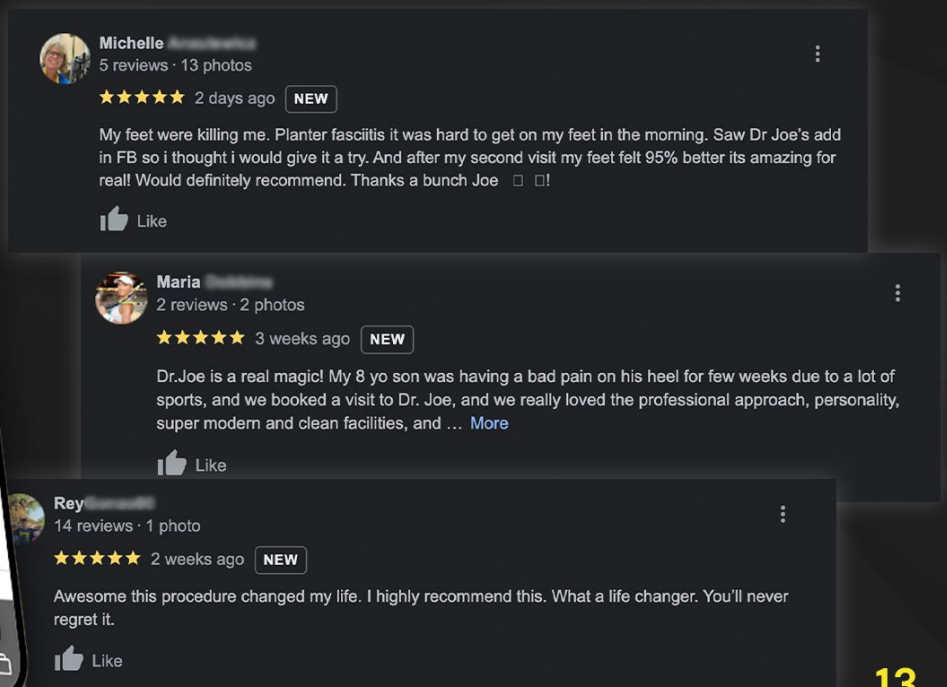 Michelle
5 reviews · 13 photos
2 days ago NEW
My feet were killing me. Planter fasciitis it was hard to get on my feet in the morning. Saw Dr Joe's add
in FB so i thought i would give it a try. And after my second visit my feet felt 95% better its amazing for
real! Would definitely recommend. Thanks a bunch Joe □ □!
Like
Maria
2 reviews · 2 photos
3 weeks ago NEW
Dr.Joe is a real magic! My 8 yo son was having a bad pain on his heel for few weeks due to a lot of
sports, and we booked a visit to Dr. Joe, and we really loved the professional approach, personality,
super modern and clean facilities, and … More
Like
Rey
14 reviews · 1 photo
2 weeks ago NEW
Awesome this procedure changed my life. I highly recommend this. What a life changer. You'll never
regret it.
Like
13